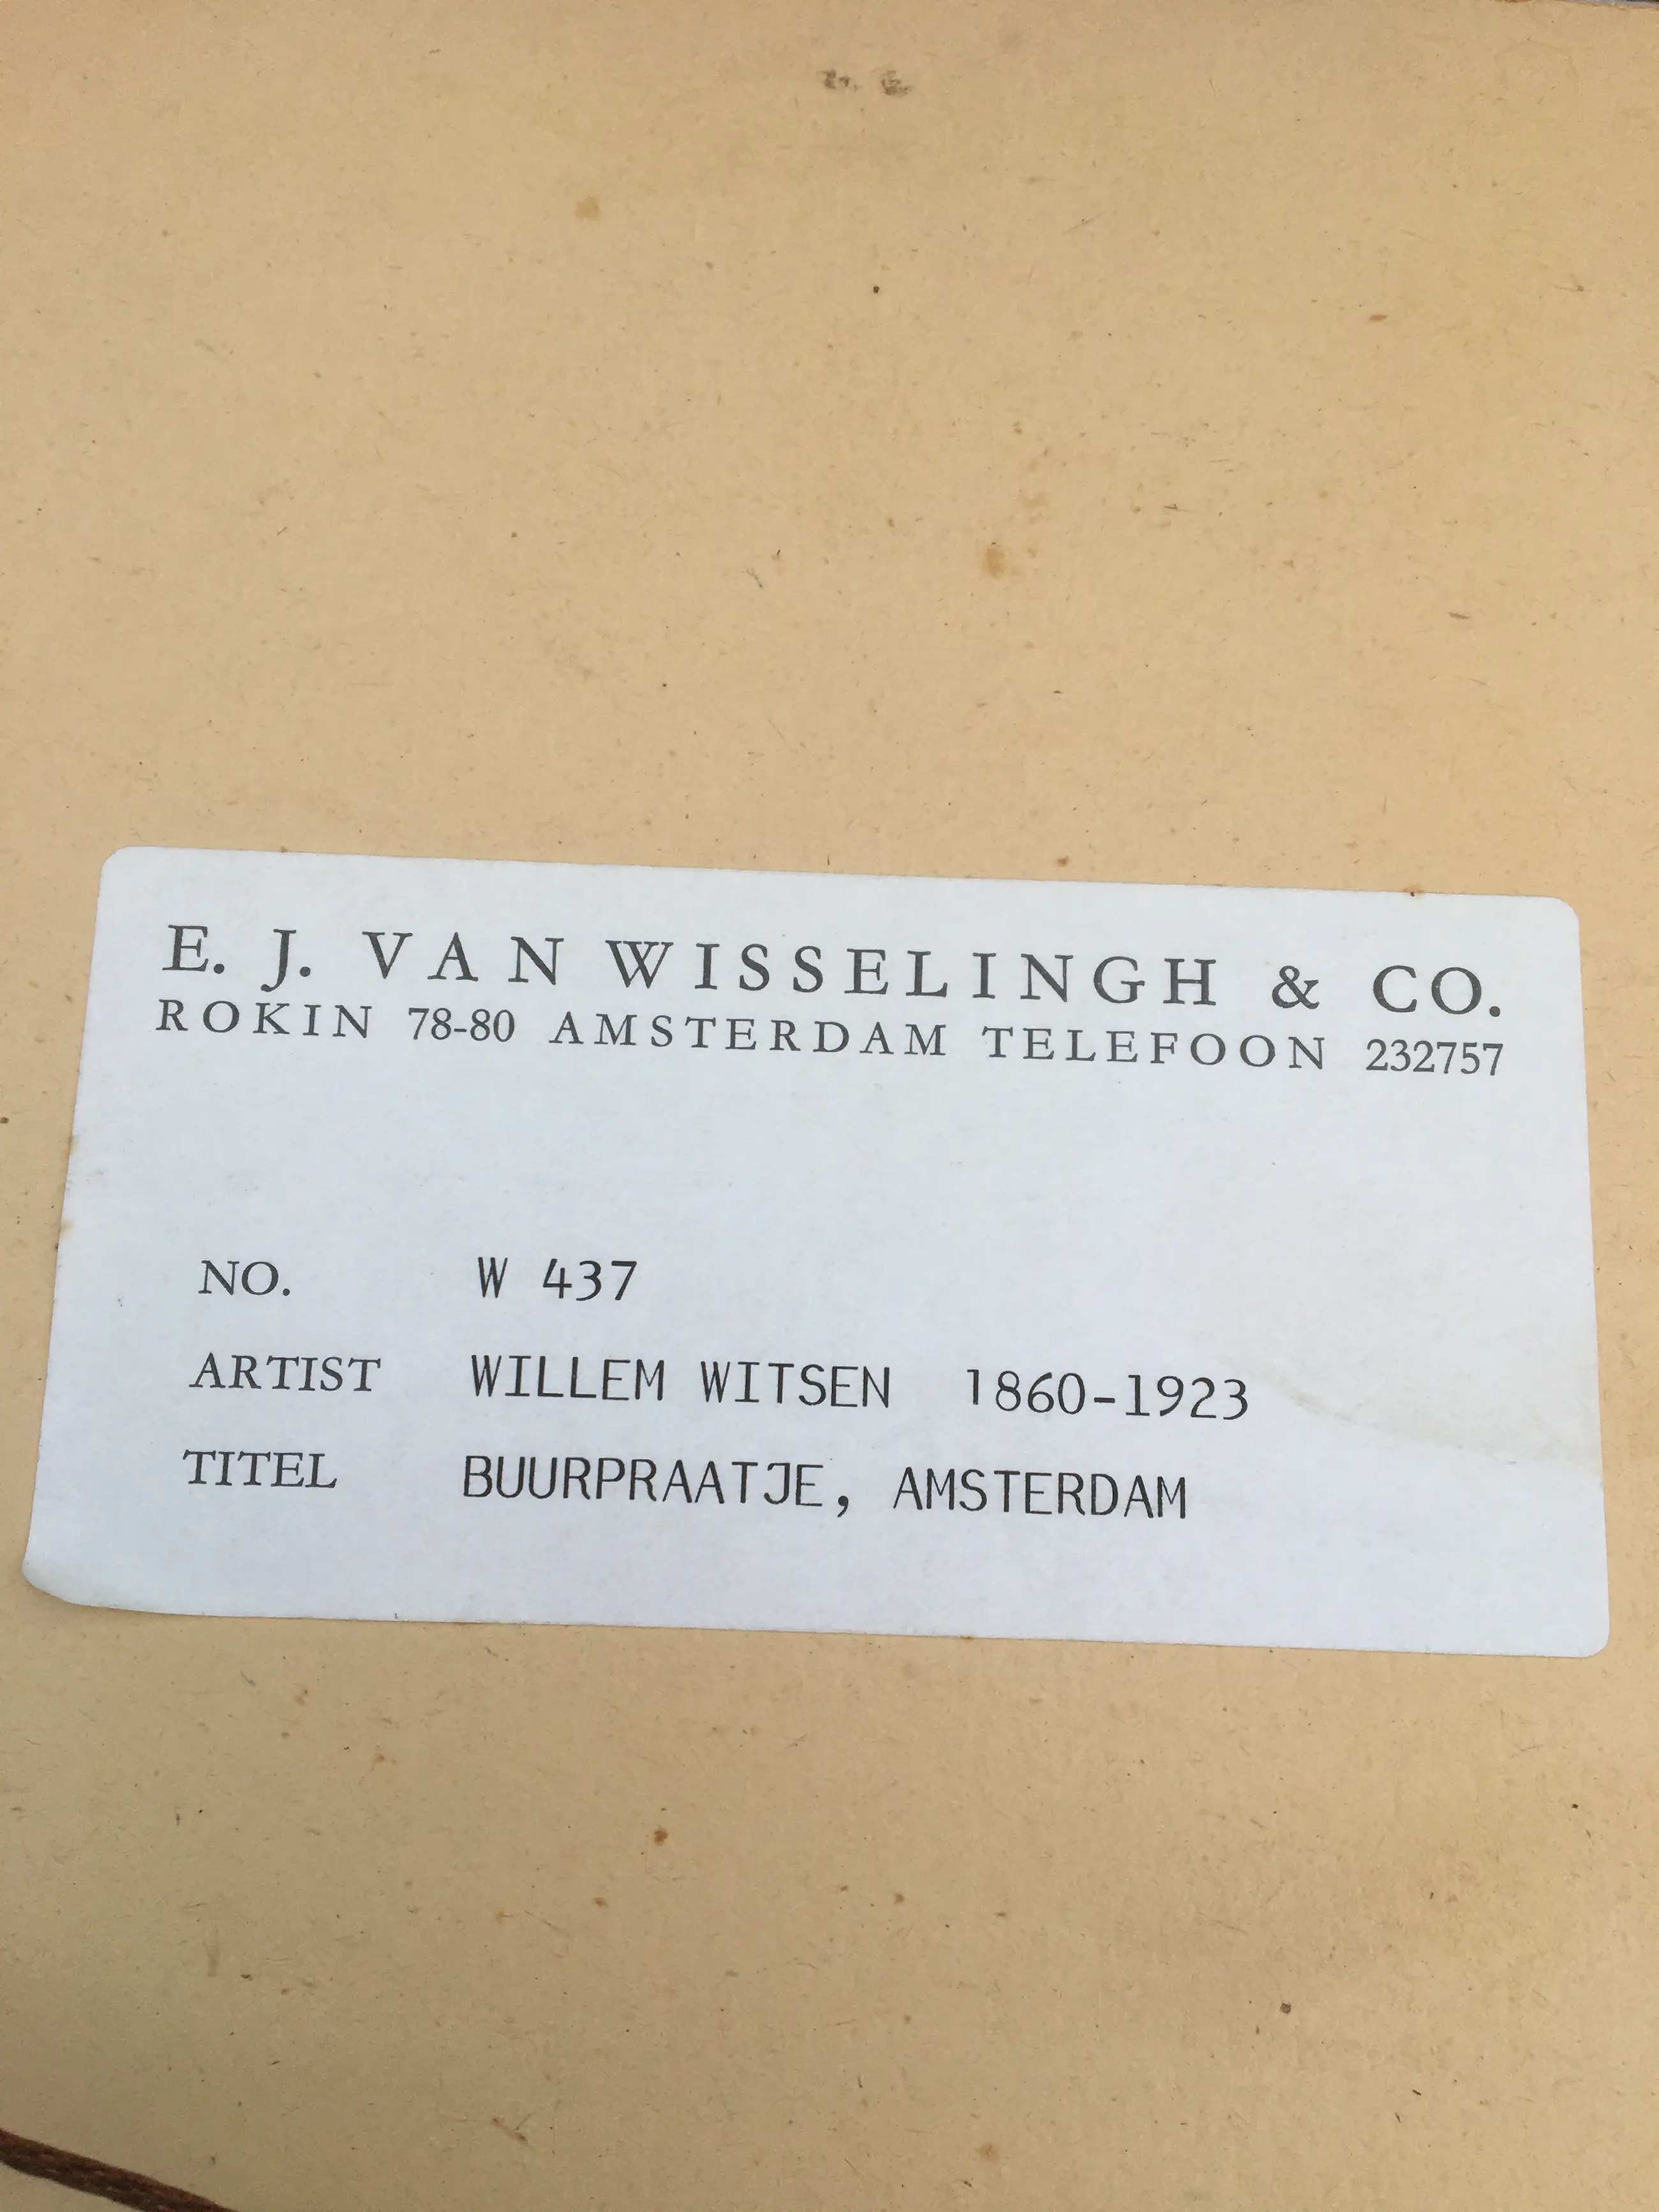 E. J. VAN WISSELINGH & CO.
ROKIN 78-80 AMSTERDAM TELEFOON 232757
NO. W 437
ARTIST WILLEM WITSEN 1860-1923
TITEL BUURPRAATJE, AMSTERDAM